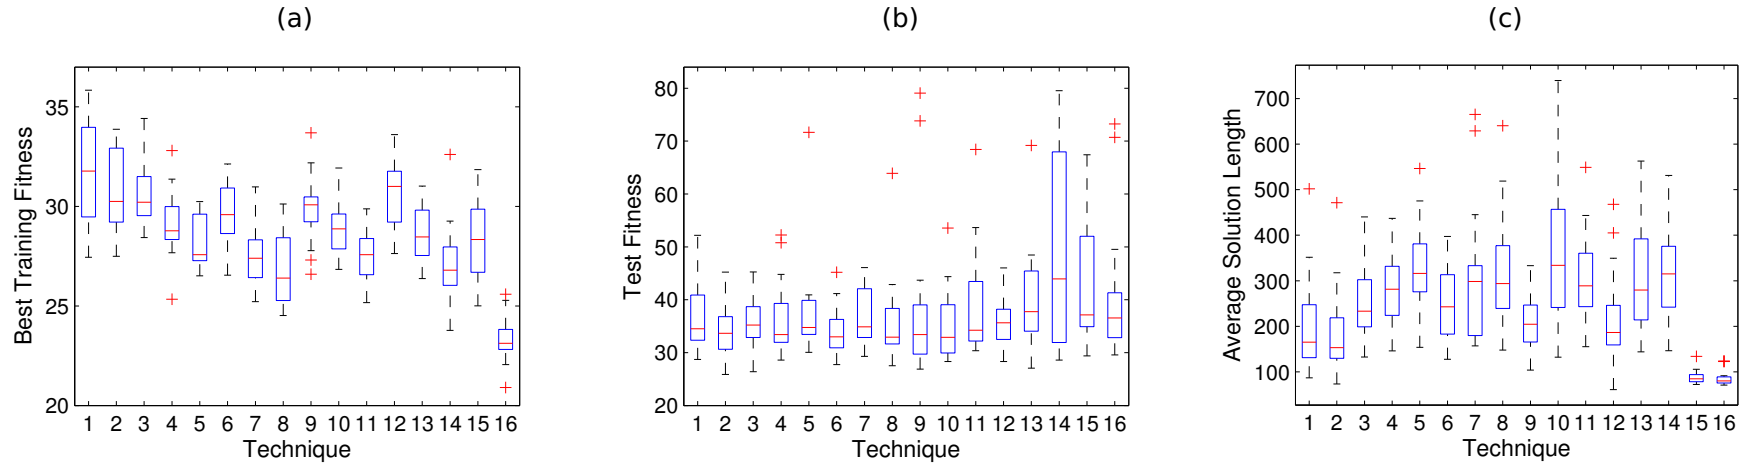 (a)
(b)
(c)
Best Training Fitness
35
30
25
20
1 2 3 4 5 6 7 8 9 10 11 12 13 14 15 16
Technique
Test Fitness
80
70
60
50
40
30
20
1 2 3 4 5 6 7 8 9 10 11 12 13 14 15 16
Technique
Average Solution Length
700
600
500
400
300
200
100
1 2 3 4 5 6 7 8 9 10 11 12 13 14 15 16
Technique